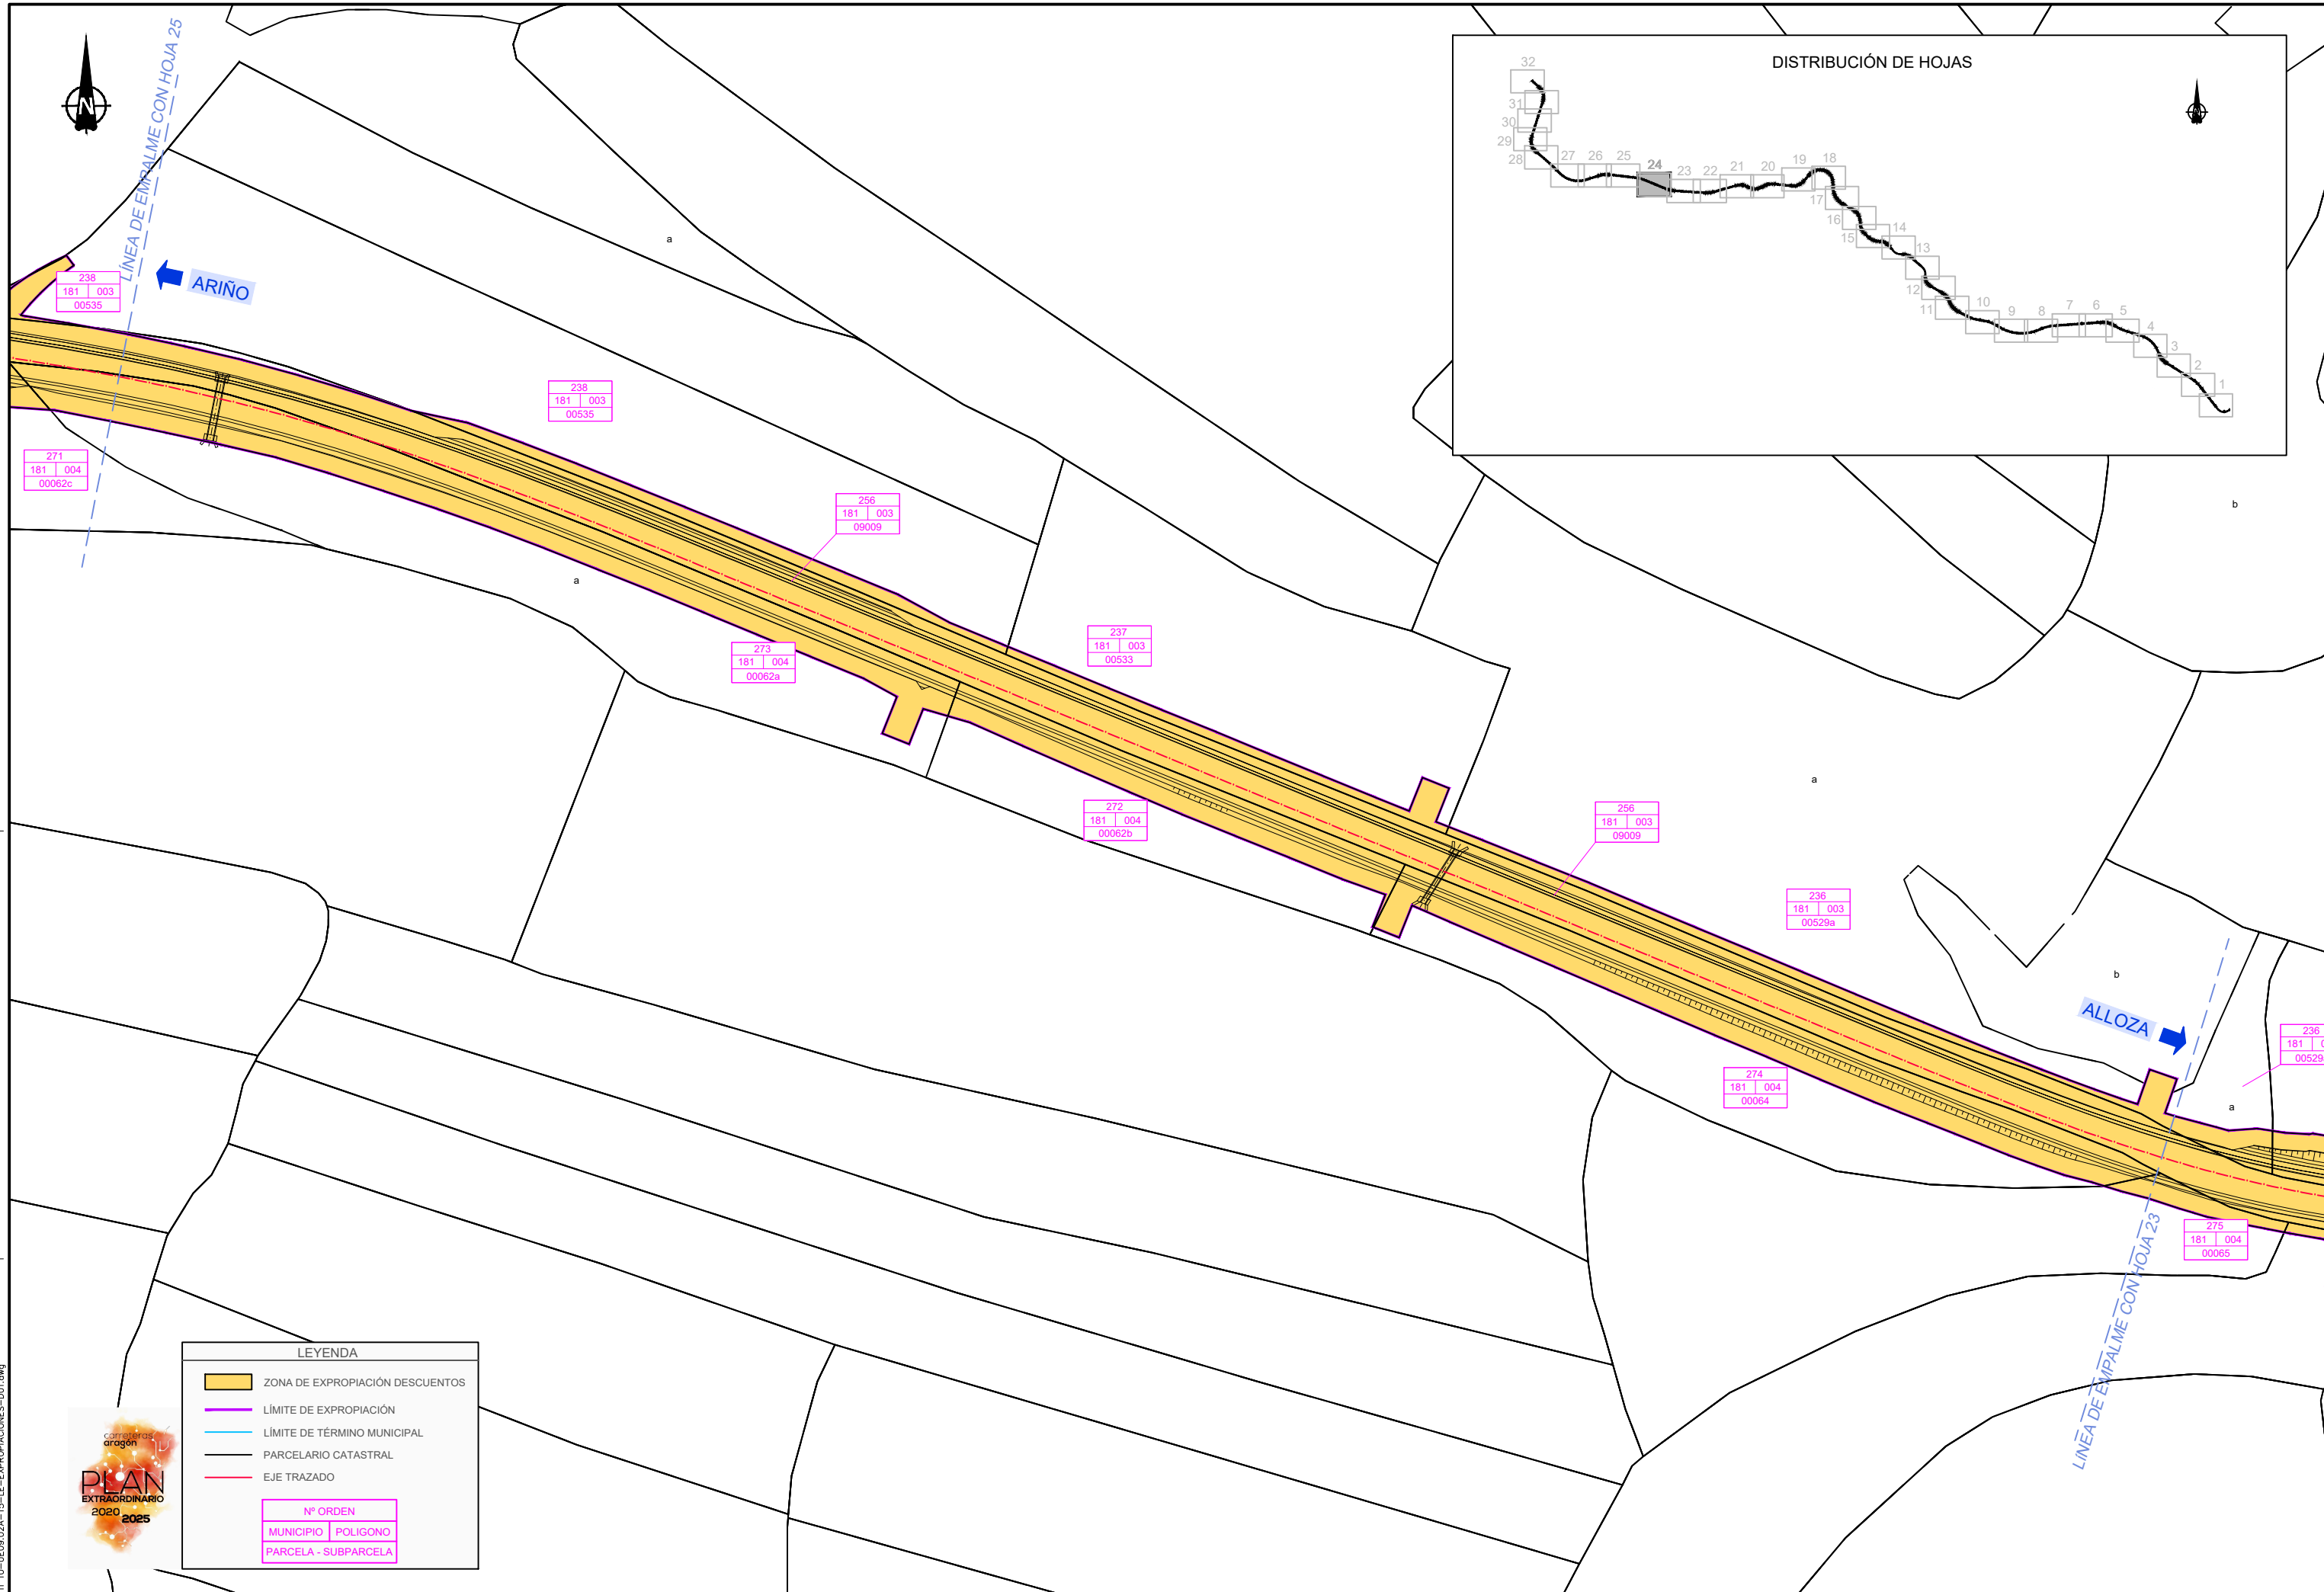 LÍNEA DE EMPALME CON HOJA 25
N
DISTRIBUCIÓN DE HOJAS
32
31
30
29
28
27
26
25
24
23
22
21
20
19
18
17
16
15
14
13
12
11
10
9
8
7
6
5
4
3
2
1
238
181 003
00535
ARIÑO
a
238
181 003
00535
271
181 004
00062c
256
181 003
09009
b
a
237
181 003
00533
273
181 004
00062a
a
272
181 004
00062b
256
181 003
09009
236
181 003
00529a
b
ALLOZA
236
181
00529
274
181 004
00064
a
275
181 004
00065
LÍNEA DE EMPALME CON HOJA 23
LEYENDA
ZONA DE EXPROPIACIÓN DESCUENTOS
LÍMITE DE EXPROPIACIÓN
LÍMITE DE TÉRMINO MUNICIPAL
PARCELARIO CATASTRAL
EJE TRAZADO
Nº ORDEN
MUNICIPIO POLIGONO
PARCELA - SUBPARCELA
carreteras
aragón
PLAN
EXTRAORDINARIO
2020
2025